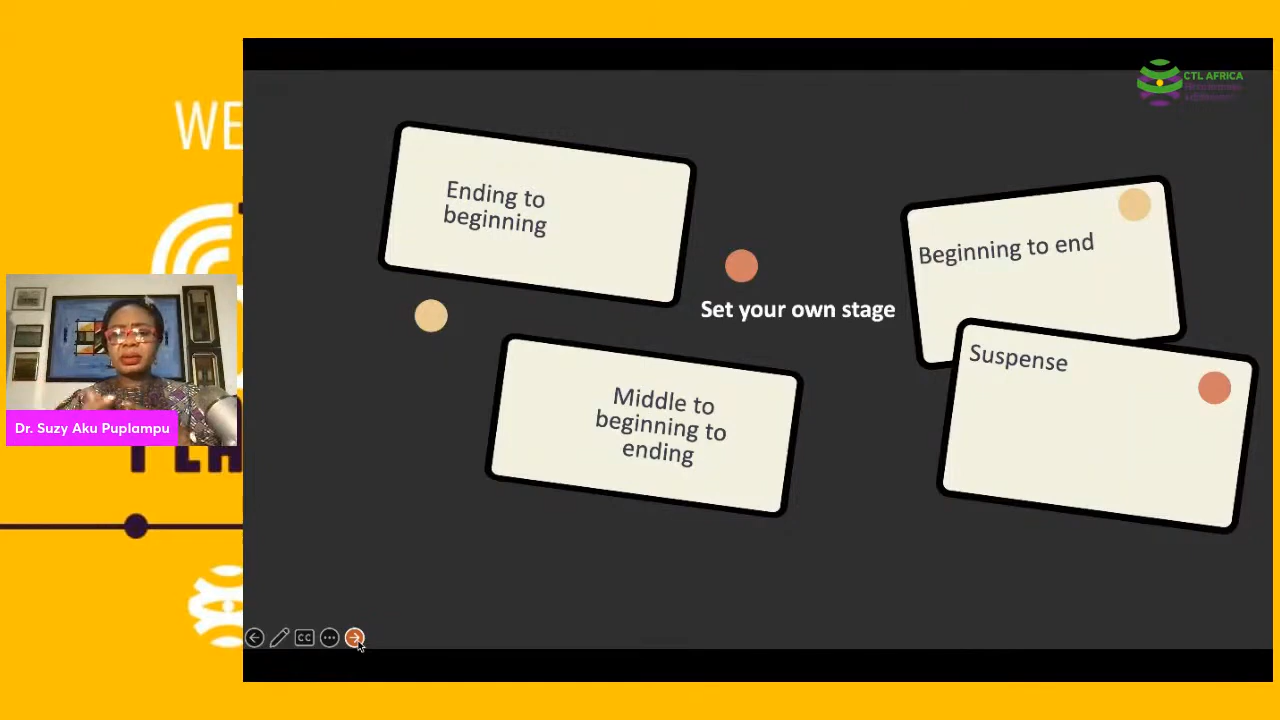 WE
CTL AFRICA
Ending to
beginning
Beginning to end
Set your own stage
Suspense
Middle to
beginning to
ending
Dr. Suzy Aku Puplampu
CC